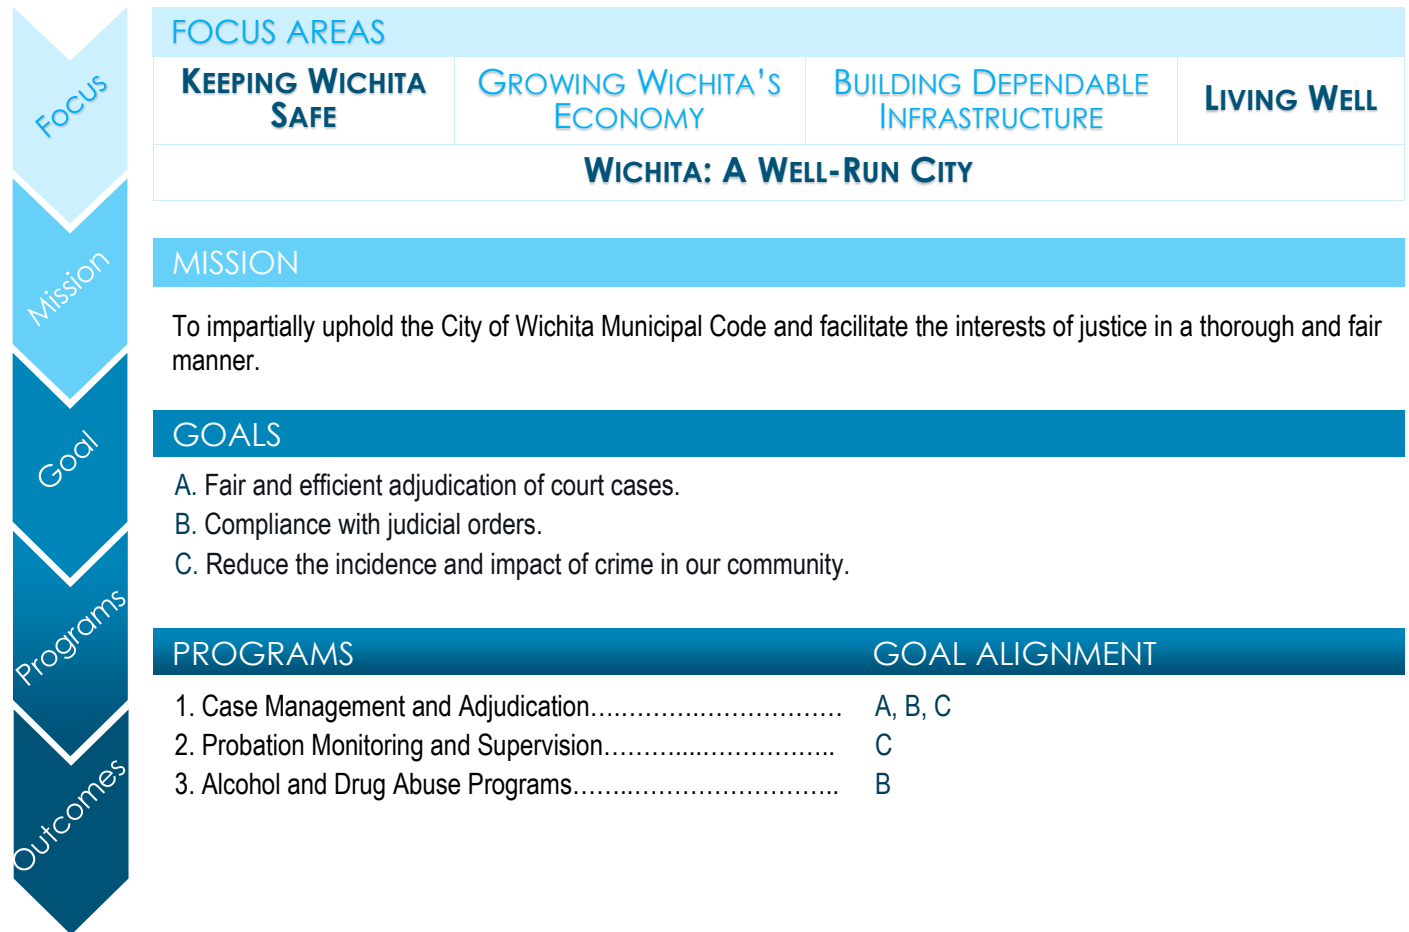 Focus
FOCUS AREAS
KEEPING WICHITA
SAFE
GROWING WICHITA'S
ECONOMY
BUILDING DEPENDABLE
INFRASTRUCTURE
LIVING WELL
WICHITA: A WELL-RUN CITY
Mission
MISSION
To impartially uphold the City of Wichita Municipal Code and facilitate the interests of justice in a thorough and fair
manner.
Goal
GOALS
A. Fair and efficient adjudication of court cases.
B. Compliance with judicial orders.
C. Reduce the incidence and impact of crime in our community.
Programs
PROGRAMS GOAL ALIGNMENT
1. Case Management and Adjudication….…….……………… A, B, C
2. Probation Monitoring and Supervision……....………….….. C
3. Alcohol and Drug Abuse Programs…...…………………….. B
Outcomes